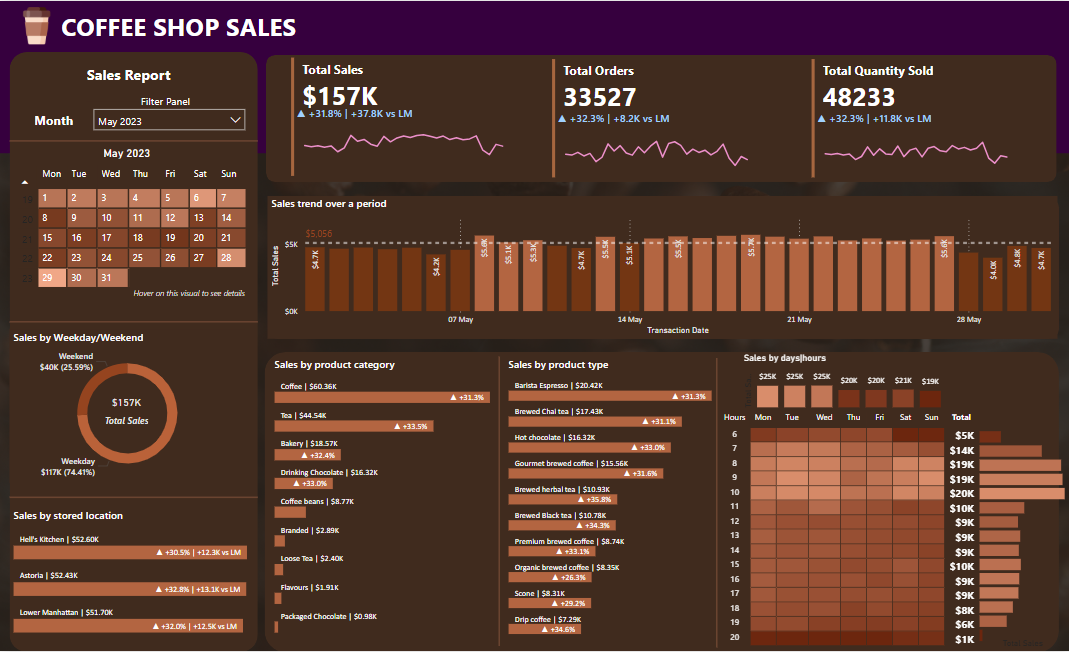 COFFEE SHOP SALES
Sales Report
Filter Panel
Month
May 2023
May 2023
Mon Tue Wed Thu Fri Sat Sun
1 2 3 4 5 6 7
8 9 10 11 12 13 14
15 16 17 18 19 20 21
22 23 24 25 26 27 28
29 30 31
Hover on this visual to see details
Sales by Weekday/Weekend
Weekend
$40K (25.59%)
$157K
Total Sales
Weekday
$117K (74.41%)
Sales by stored location
Hell's Kitchen | $52.60K
▲ +30.5% | +12.3K vs LM
Astoria | $52.43K
▲ +32.8% | +13.1K vs LM
Lower Manhattan | $51.70K
▲ +32.0% | +12.5K vs LM
Total Sales
$157K
▲ +31.8% | +37.8K vs LM
Total Orders
33527
▲ +32.3% | +8.2K vs LM
Total Quantity Sold
48233
▲ +32.3% | +11.8K vs LM
Sales trend over a period
Total Sales
$5K
$0K
$5,056
$4.7K
$4.2K
$5.6K
$5.1K
$5.3K
$4.7K
$5.5K
$5.1K
$5.5K
$5.7K
$5.6K
$4.0K
$4.8K
$4.7K
07 May 14 May 21 May 28 May
Transaction Date
Sales by product category
Coffee | $60.36K
▲ +31.3%
Tea | $44.54K
▲ +33.5%
Bakery | $18.57K
▲ +32.4%
Drinking Chocolate | $16.32K
▲ +33.0%
Coffee beans | $8.77K
Branded | $2.89K
Loose Tea | $2.40K
Flavours | $1.91K
Packaged Chocolate | $0.98K
Sales by product type
Barista Espresso | $20.42K
▲ +31.3%
Brewed Chai tea | $17.43K
▲ +31.1%
Hot chocolate | $16.32K
▲ +33.0%
Gourmet brewed coffee | $15.56K
▲ +31.6%
Brewed herbal tea | $10.93K
▲ +35.8%
Brewed Black tea | $10.78K
▲ +34.3%
Premium brewed coffee | $8.74K
▲ +33.1%
Organic brewed coffee | $8.35K
▲ +26.3%
Scone | $8.31K
▲ +29.2%
Drip coffee | $7.29K
▲ +34.6%
Sales by days|hours
$25K $25K $25K $20K $20K $21K $19K
Hours Mon Tue Wed Thu Fri Sat Sun Total
6 $5K
7 $14K
8 $19K
9 $19K
10 $20K
11 $10K
12 $9K
13 $9K
14 $9K
15 $10K
16 $9K
17 $9K
18 $8K
19 $6K
20 $1K